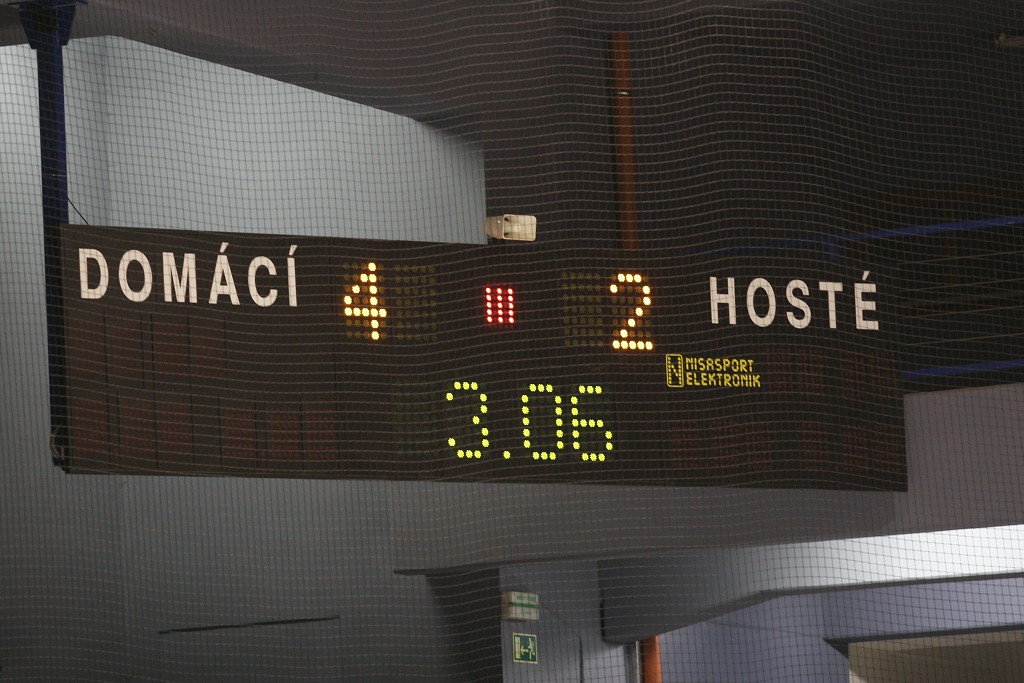 DOMÁCÍ 4 III 2 HOSTÉ
N NISASPORT
ELEKTRONIK
3.06